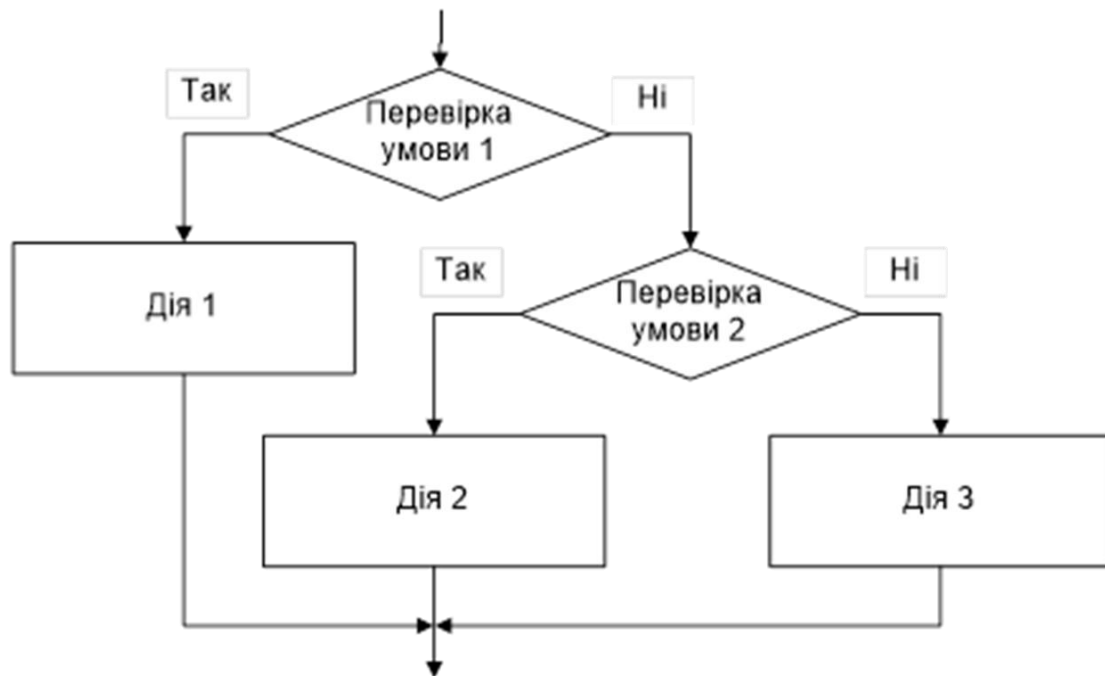 Так
Ні
Перевірка
умови 1
Так
Ні
Дія 1
Перевірка
умови 2
Дія 2
Дія 3